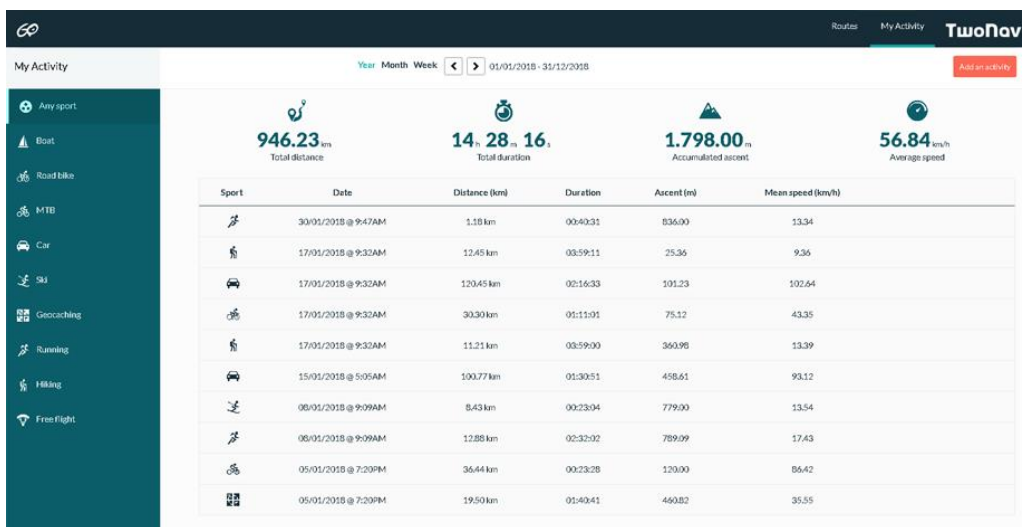 GO
Routes My Activity TwoNav
My Activity
Year Month Week < > 01/01/2018 - 31/12/2018
Add an activity
Any sport
Boat
Road bike
MTB
Car
Ski
Geocaching
Running
Hiking
Free flight
946.23 km 14 h 28 m 16 s 1.798.00 m 56.84 km/h
Total distance Total duration Accumulated ascent Average speed
Sport Date Distance (km) Duration Ascent (m) Mean speed (km/h)
30/01/2018 @ 9:47AM 1.18 km 00:40:31 836.00 13.34
17/01/2018 @ 9:32AM 12.45 km 03:59:11 25.36 9.36
17/01/2018 @ 9:32AM 120.45 km 02:16:33 101.23 102.64
17/01/2018 @ 9:32AM 30.30 km 01:11:01 75.12 43.35
17/01/2018 @ 9:32AM 11.21 km 03:59:00 360.98 13.39
15/01/2018 @ 5:05AM 100.77 km 01:30:51 458.61 93.12
08/01/2018 @ 9:09AM 8.43 km 00:23:04 779.00 13.54
08/01/2018 @ 9:09AM 12.88 km 02:32:02 789.09 17.43
05/01/2018 @ 7:20PM 36.44 km 00:23:28 120.00 86.42
05/01/2018 @ 7:20PM 19.50 km 01:40:41 460.82 35.55